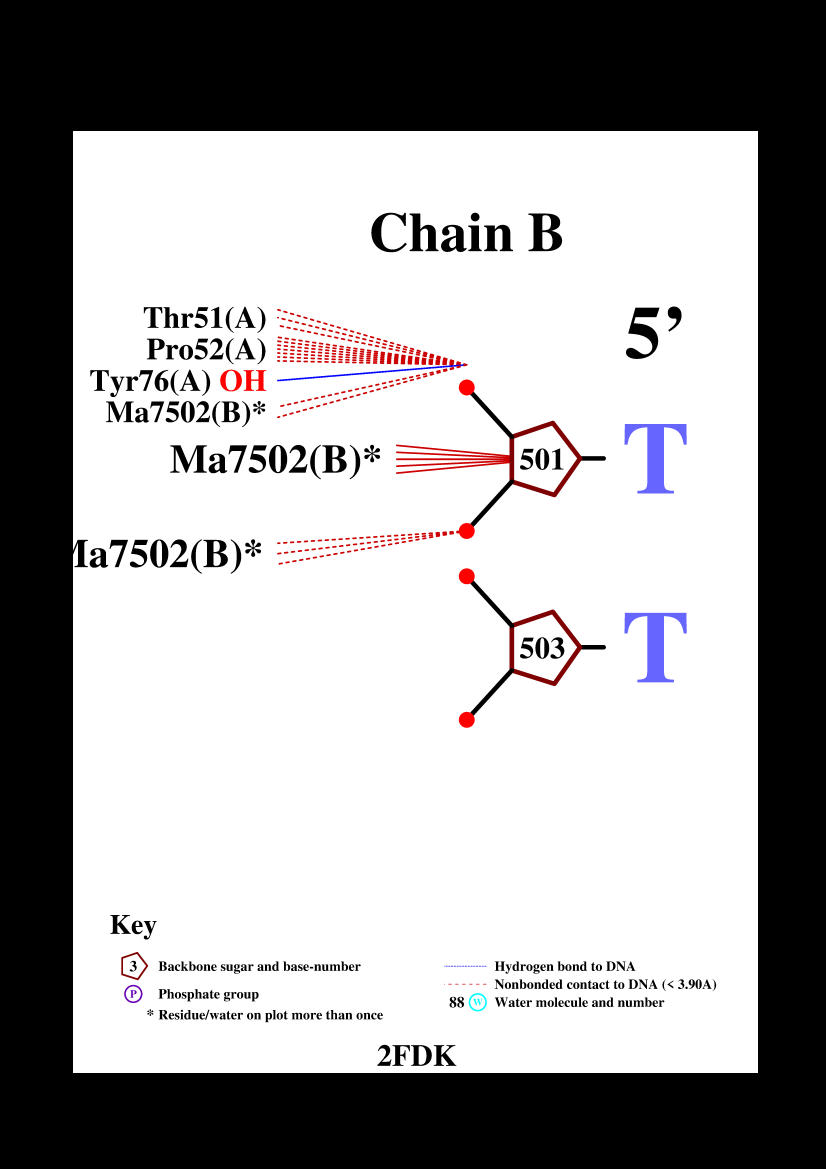 Chain B
5’
Thr51(A)
Pro52(A)
Tyr76(A) OH
Ma7502(B)*
Ma7502(B)*
501
T
Ma7502(B)*
503
T
Key
3 Backbone sugar and base-number
P Phosphate group
* Residue/water on plot more than once
Hydrogen bond to DNA
Nonbonded contact to DNA (< 3.90A)
88 W Water molecule and number
2FDK